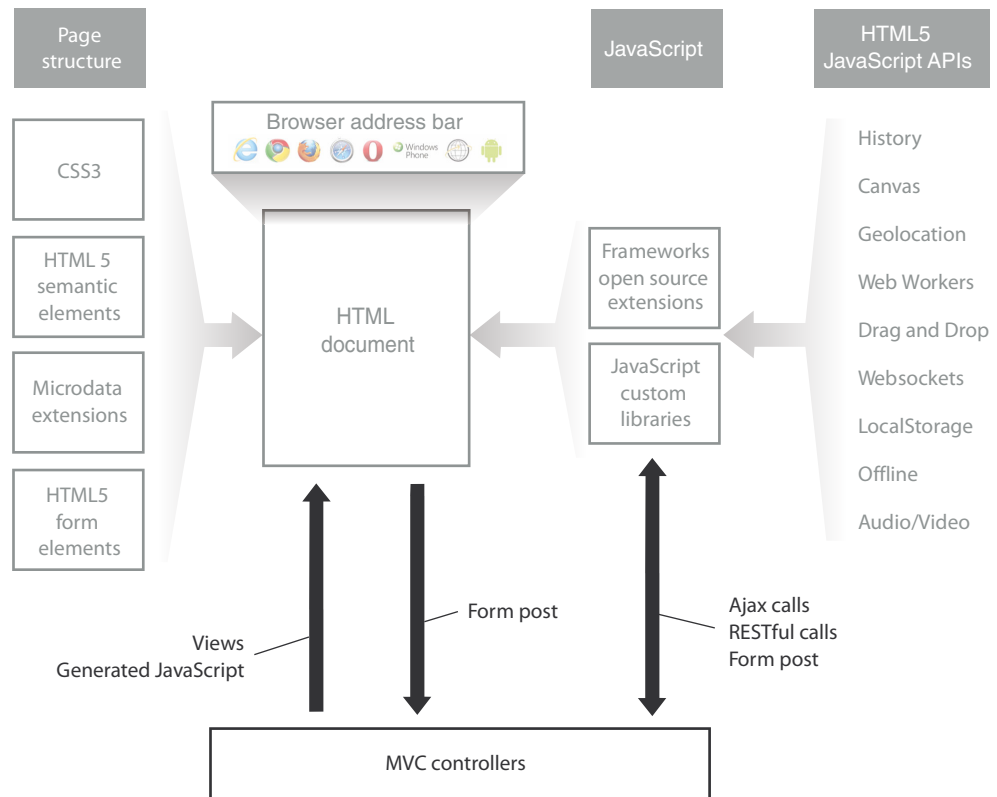 Page
structure
JavaScript
HTML5
JavaScript APIs
Browser address bar
Windows
Phone
CSS3
HTML 5
semantic
elements
Microdata
extensions
HTML5
form
elements
HTML
document
Frameworks
open source
extensions
JavaScript
custom
libraries
History
Canvas
Geolocation
Web Workers
Drag and Drop
Websockets
LocalStorage
Offline
Audio/Video
Views
Generated JavaScript
Form post
Ajax calls
RESTful calls
Form post
MVC controllers